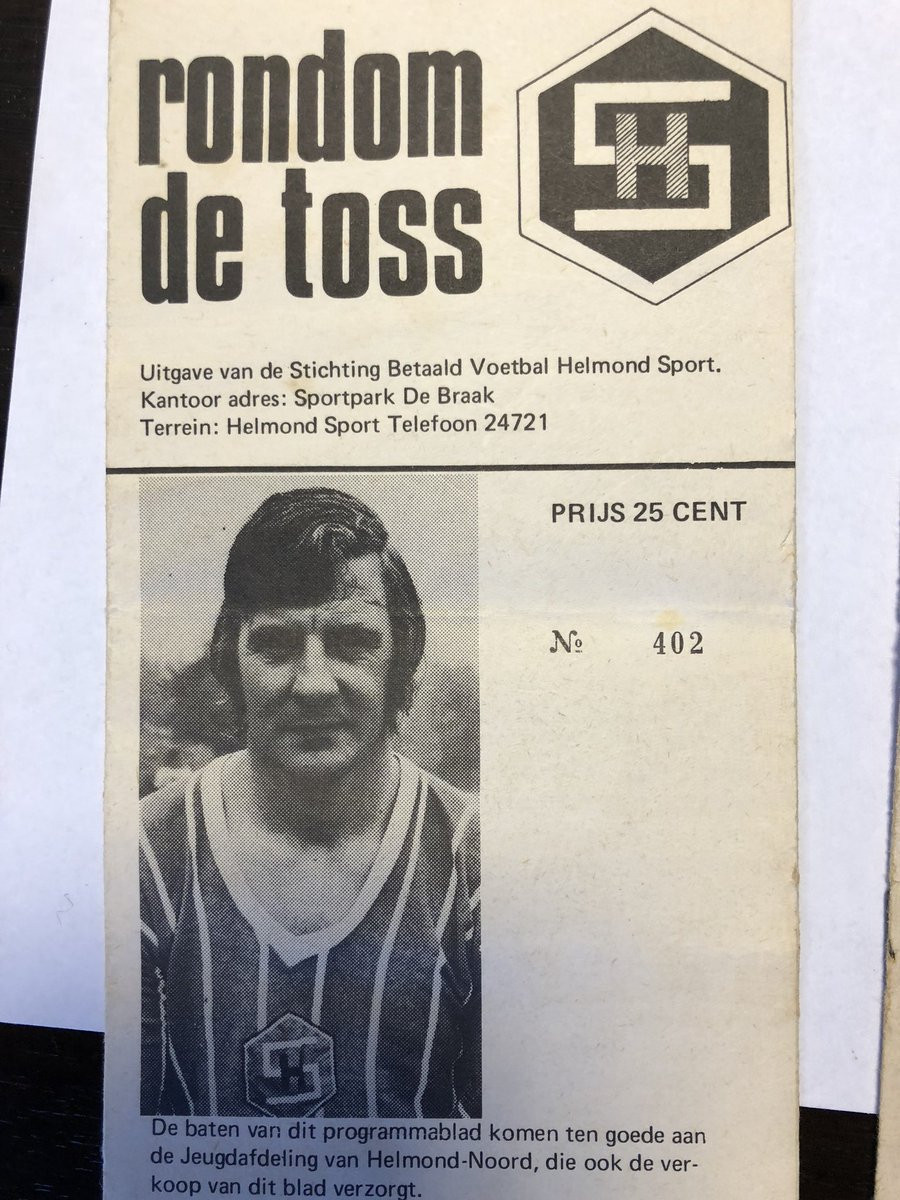 rondom
de toss
SH
Uitgave van de Stichting Betaald Voetbal Helmond Sport.
Kantoor adres: Sportpark De Braak
Terrein: Helmond Sport Telefoon 24721
PRIJS 25 CENT
№ 402
SH
De baten van dit programmablad komen ten goede aan
de Jeugdafdeling van Helmond-Noord, die ook de ver-
koop van dit blad verzorgt.